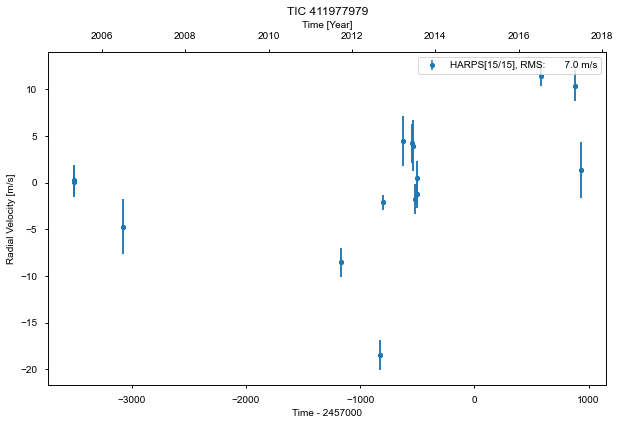 TIC 411977979
Time [Year]
2006 2008 2010 2012 2014 2016 2018
HARPS[15/15], RMS: 7.0 m/s
Radial Velocity [m/s]
10
5
0
−5
−10
−15
−20
−3000 −2000 −1000 0 1000
Time - 2457000